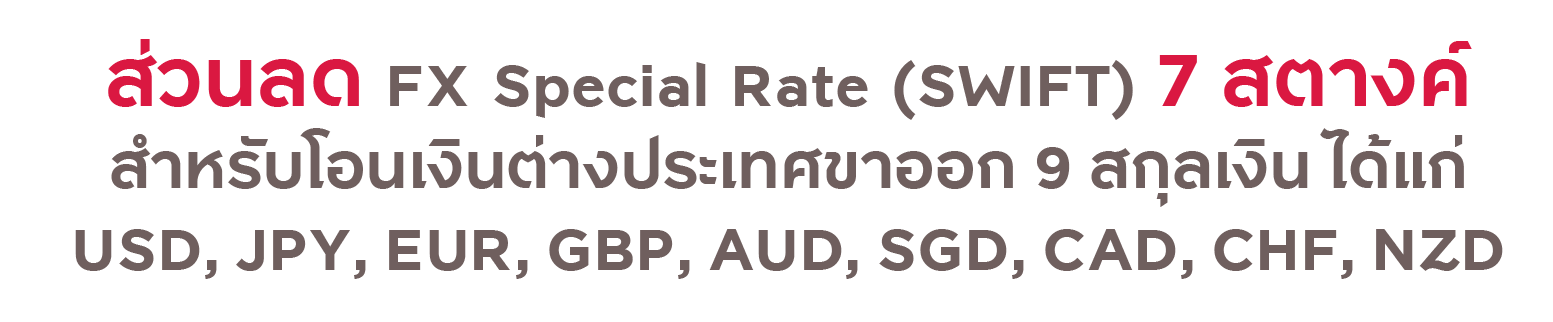 ส่วนลด FX Special Rate (SWIFT) 7 สตางค์
สำหรับโอนเงินต่างประเทศขาออก 9 สกุลเงิน ได้แก่
USD, JPY, EUR, GBP, AUD, SGD, CAD, CHF, NZD